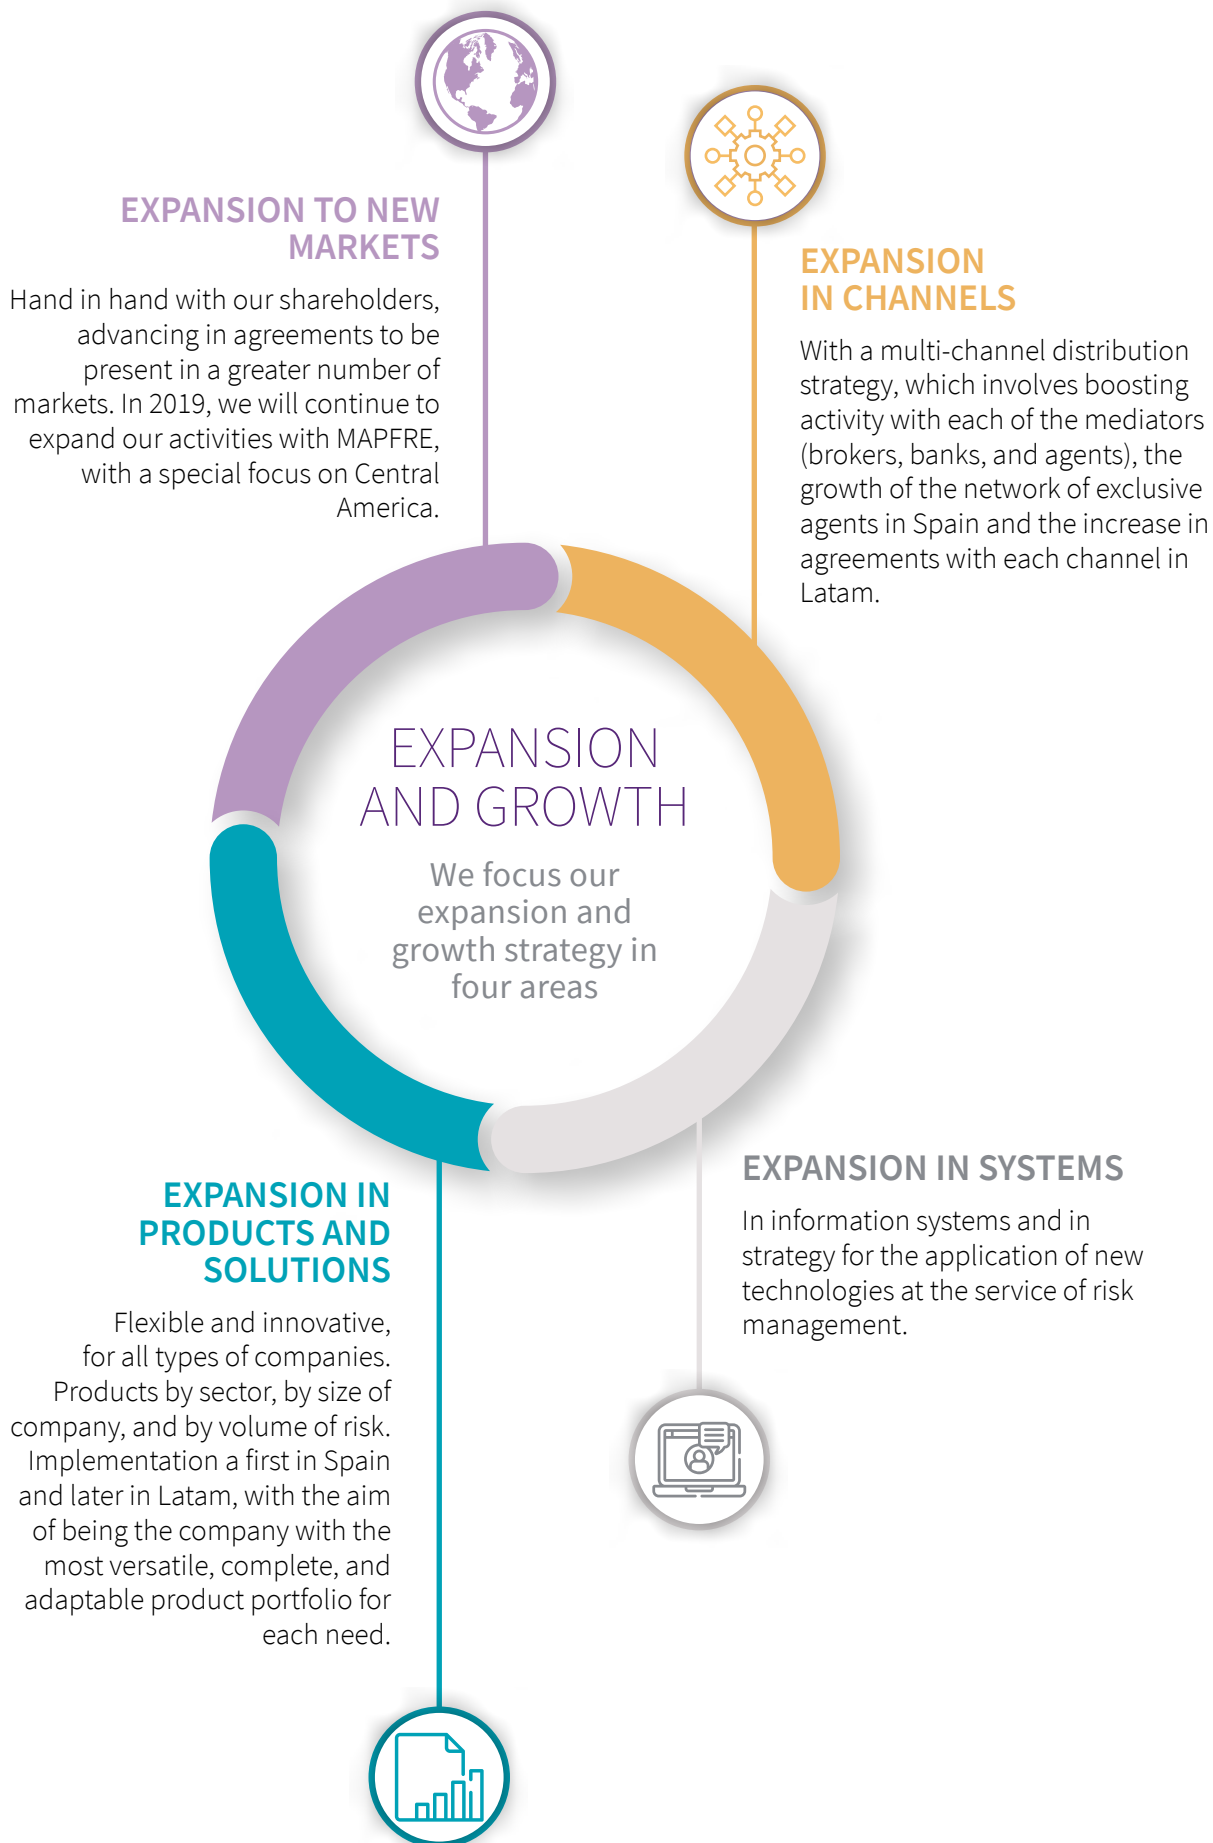 EXPANSION TO NEW
MARKETS
Hand in hand with our shareholders,
advancing in agreements to be
present in a greater number of
markets. In 2019, we will continue to
expand our activities with MAPFRE,
with a special focus on Central
America.
EXPANSION
IN CHANNELS
With a multi-channel distribution
strategy, which involves boosting
activity with each of the mediators
(brokers, banks, and agents), the
growth of the network of exclusive
agents in Spain and the increase in
agreements with each channel in
Latam.
EXPANSION
AND GROWTH
We focus our
expansion and
growth strategy in
four areas
EXPANSION IN
PRODUCTS AND
SOLUTIONS
Flexible and innovative,
for all types of companies.
Products by sector, by size of
company, and by volume of risk.
Implementation a first in Spain
and later in Latam, with the aim
of being the company with the
most versatile, complete, and
adaptable product portfolio for
each need.
EXPANSION IN SYSTEMS
In information systems and in
strategy for the application of new
technologies at the service of risk
management.